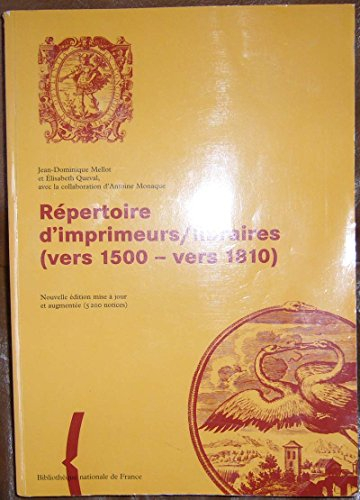 Jean-Dominique Mellot
et Élisabeth Queval,
avec la collaboration d'Antoine Monaque
Répertoire
d'imprimeurs/libraires
(vers 1500 – vers 1810)
Nouvelle édition mise à jour
et augmentée (5 200 notices)
Bibliothèque nationale de France